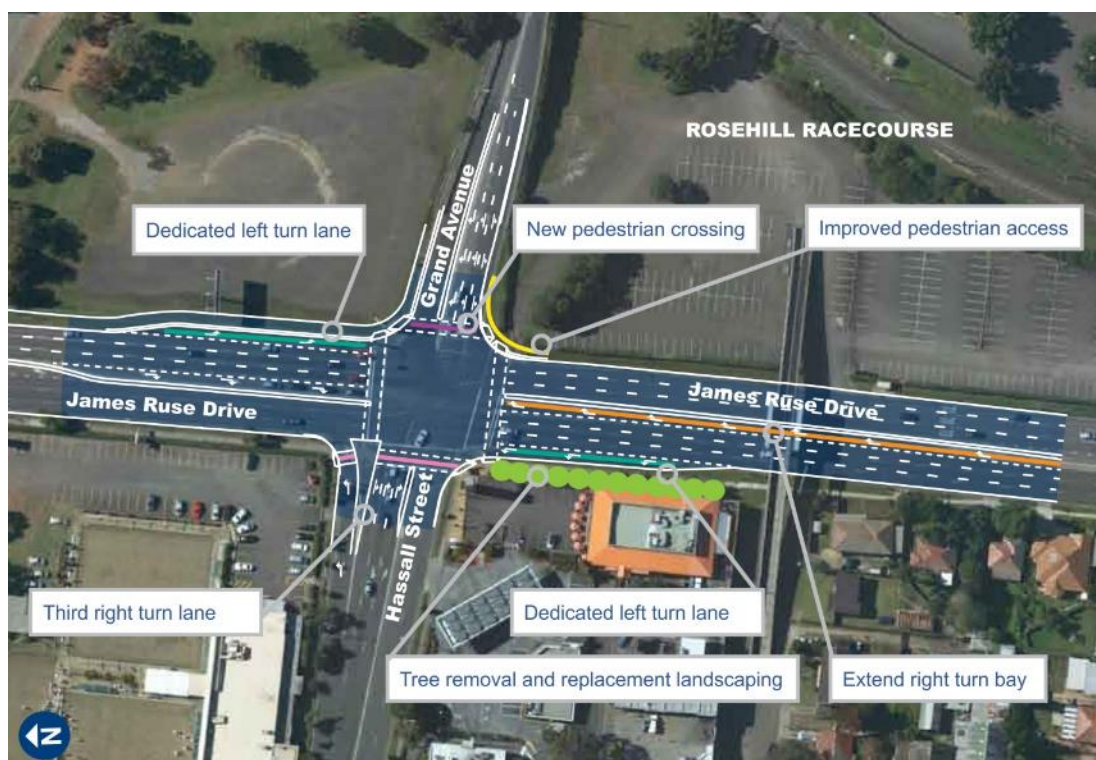 ROSEHILL RACECOURSE
Dedicated left turn lane
Grand Avenue
New pedestrian crossing
Improved pedestrian access
James Ruse Drive
James Ruse Drive
Third right turn lane
Hassall Street
Dedicated left turn lane
Tree removal and replacement landscaping
Extend right turn bay
N